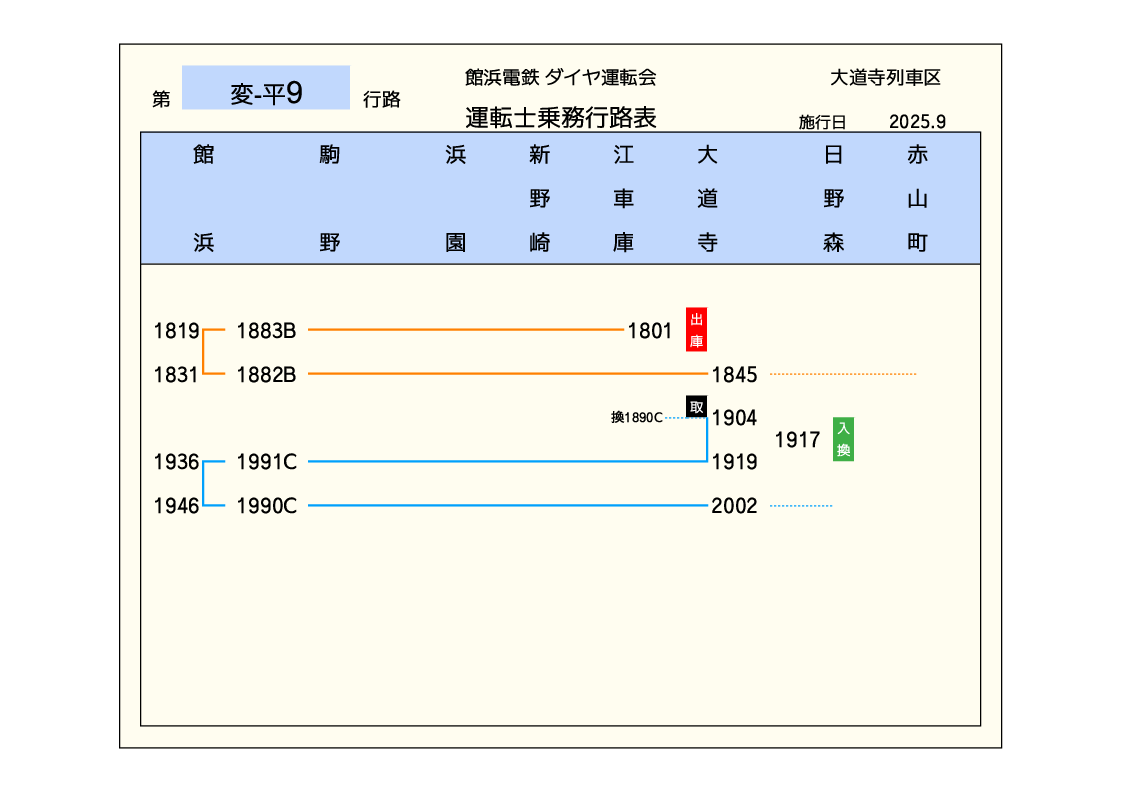 第 変-平9 行路
館浜電鉄 ダイヤ運転会
運転士乗務行路表
大道寺列車区
施行日 2025.9
館浜 駒野 浜園 新野崎 江車庫 大道寺 日野森 赤山町
1819 1883B 1801 出庫
1831 1882B 1845
換1890C 取 1904
1917 入換
1936 1991C 1919
1946 1990C 2002